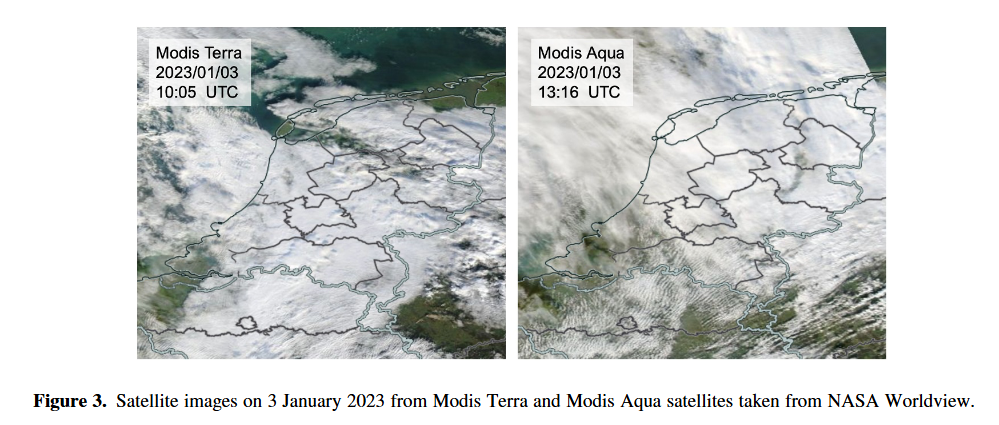 Modis Terra
2023/01/03
10:05 UTC
Modis Aqua
2023/01/03
13:16 UTC
Figure 3. Satellite images on 3 January 2023 from Modis Terra and Modis Aqua satellites taken from NASA Worldview.